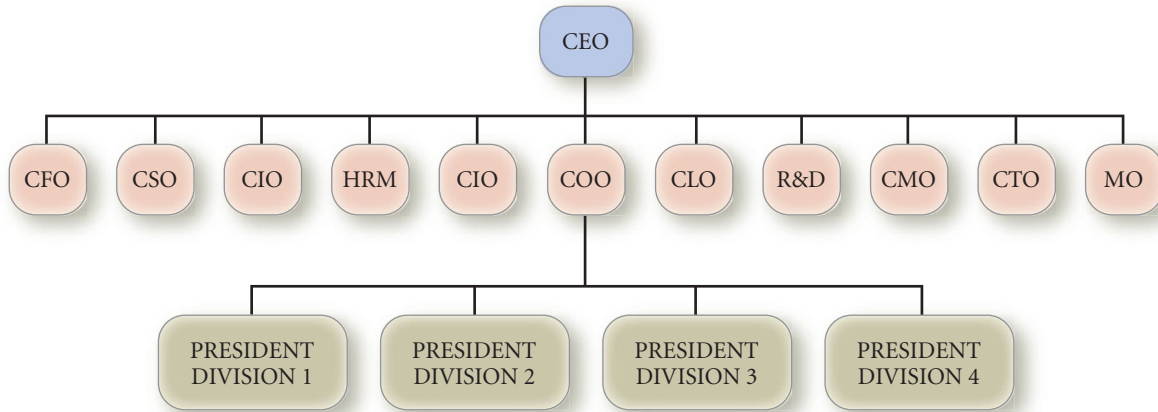 CEO
CFO
CSO
CIO
HRM
CIO
COO
CLO
R&D
CMO
CTO
MO
PRESIDENT
DIVISION 1
PRESIDENT
DIVISION 2
PRESIDENT
DIVISION 3
PRESIDENT
DIVISION 4